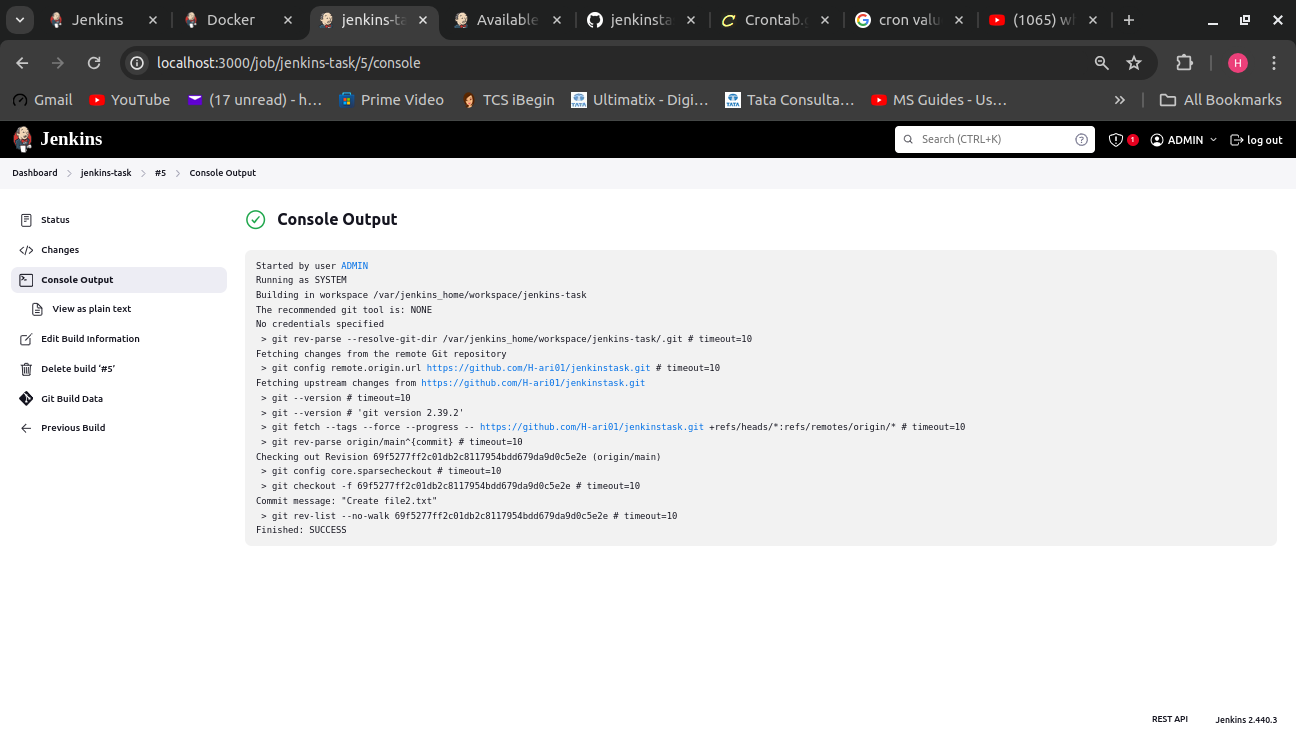 Jenkins
Docker
jenkins-ta
Available
jenkinsta
Crontab.g
cron valu
(1065) w
localhost:3000/job/jenkins-task/5/console
H
Gmail
YouTube
(17 unread) - h...
Prime Video
TCS iBegin
Ultimatix - Digi...
Tata Consulta...
MS Guides - Us...
»
All Bookmarks
Jenkins
Search (CTRL+K)
1
ADMIN
log out
Dashboard > jenkins-task > #5 > Console Output
Status
Changes
Console Output
View as plain text
Edit Build Information
Delete build ‘#5’
Git Build Data
Previous Build
Console Output
Started by user ADMIN
Running as SYSTEM
Building in workspace /var/jenkins_home/workspace/jenkins-task
The recommended git tool is: NONE
No credentials specified
> git rev-parse --resolve-git-dir /var/jenkins_home/workspace/jenkins-task/.git # timeout=10
Fetching changes from the remote Git repository
> git config remote.origin.url https://github.com/H-ari01/jenkinstask.git # timeout=10
Fetching upstream changes from https://github.com/H-ari01/jenkinstask.git
> git --version # timeout=10
> git --version # 'git version 2.39.2'
> git fetch --tags --force --progress -- https://github.com/H-ari01/jenkinstask.git +refs/heads/*:refs/remotes/origin/* # timeout=10
> git rev-parse origin/main^{commit} # timeout=10
Checking out Revision 69f5277ff2c01db2c8117954bdd679da9d0c5e2e (origin/main)
> git config core.sparsecheckout # timeout=10
> git checkout -f 69f5277ff2c01db2c8117954bdd679da9d0c5e2e # timeout=10
Commit message: "Create file2.txt"
> git rev-list --no-walk 69f5277ff2c01db2c8117954bdd679da9d0c5e2e # timeout=10
Finished: SUCCESS
REST API
Jenkins 2.440.3